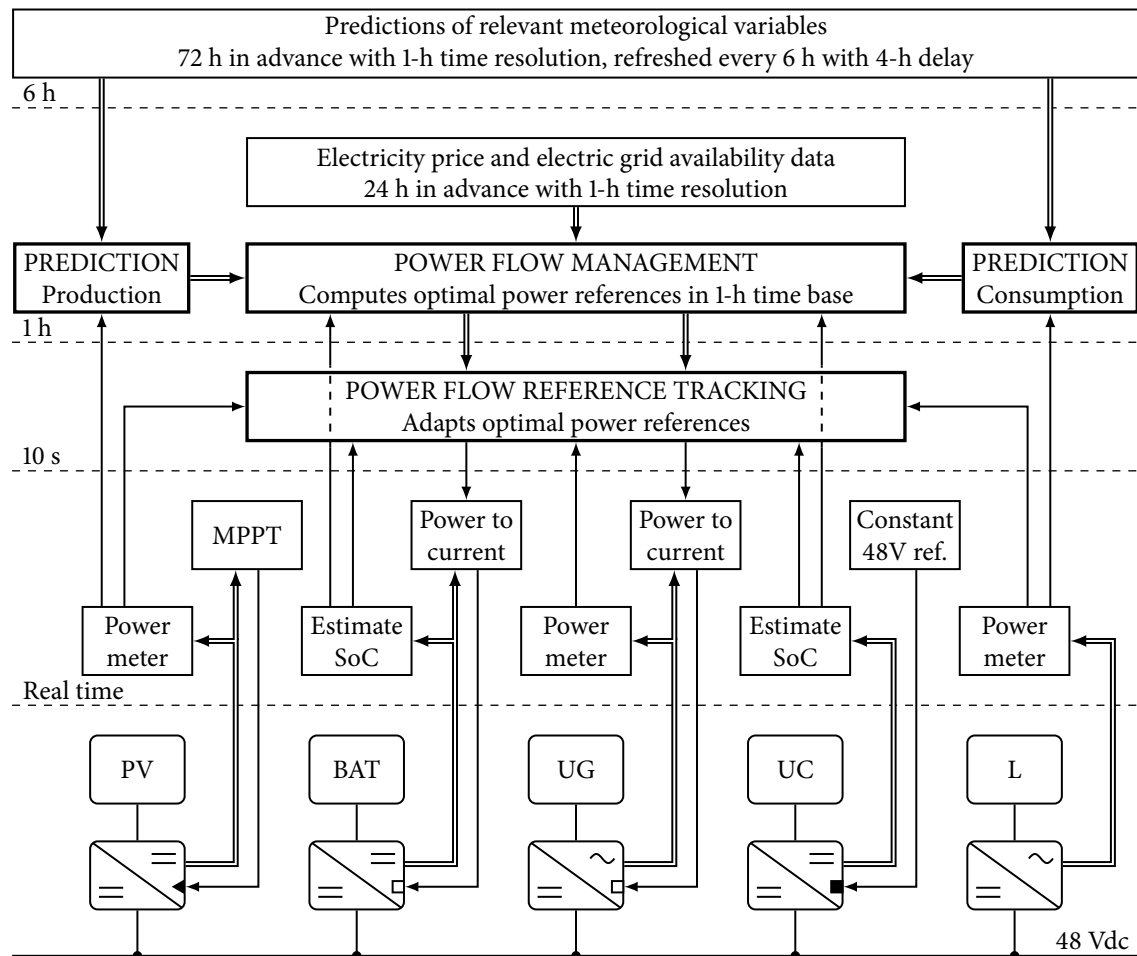 Predictions of relevant meteorological variables
72 h in advance with 1-h time resolution, refreshed every 6 h with 4-h delay
6 h
Electricity price and electric grid availability data
24 h in advance with 1-h time resolution
PREDICTION
Production
POWER FLOW MANAGEMENT
Computes optimal power references in 1-h time base
PREDICTION
Consumption
1 h
POWER FLOW REFERENCE TRACKING
Adapts optimal power references
10 s
MPPT
Power to
current
Power to
current
Constant
48V ref.
Power
meter
Estimate
SoC
Power
meter
Estimate
SoC
Power
meter
Real time
PV
BAT
UG
UC
L
48 Vdc